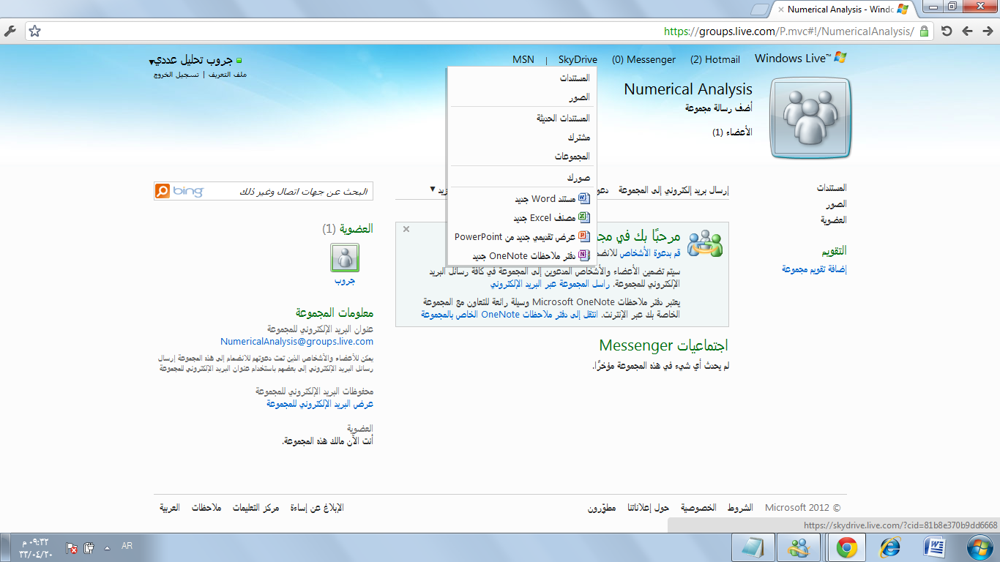 Numerical Analysis - Windo
https://groups.live.com/P.mvc#!/NumericalAnalysis/
Windows Live™
Hotmail (2)
Messenger (0)
SkyDrive | MSN
جروب تحليل عددي
ملف التعريف | تسجيل الخروج
Numerical Analysis
أضف رسالة مجموعة
الأعضاء (1)
المستندات
الصور
المستندات الحديثة
مشترك
المجموعات
صورك
مستند Word جديد
مصنف Excel جديد
عرض تقديمي جديد من PowerPoint
دفتر ملاحظات OneNote جديد
المستندات
الصور
العضوية
التقويم
إضافة تقويم مجموعة
إرسال بريد إلكتروني إلى المجموعة
مرحبًا بك في
قم بدعوة الأشخاص
سيتم تضمين الأعضاء والأشخاص المدعوين إلى المجموعة في كافة رسائل البريد
الإلكتروني للمجموعة. راسل المجموعة عبر البريد الإلكتروني
يعتبر دفتر ملاحظات Microsoft OneNote وسيلة رائعة للتعاون مع المجموعة
الخاصة بك عبر الإنترنت. انتقل إلى دفتر ملاحظات OneNote الخاص بالمجموعة
اجتماعيات Messenger
لم يحدث أي شيء في هذه المجموعة مؤخرًا.
البحث عن جهات اتصال وغير ذلك
bing
العضوية (1)
جروب
معلومات المجموعة
عنوان البريد الإلكتروني للمجموعة
NumericalAnalysis@groups.live.com
يمكن للأعضاء والأشخاص الذين تمت دعوتهم للانضمام إلى هذه المجموعة إرسال
رسائل البريد الإلكتروني إلى بعضهم باستخدام عنوان البريد الإلكتروني للمجموعة
محفوظات البريد الإلكتروني للمجموعة
عرض البريد الإلكتروني للمجموعة
العضوية
أنت الآن مالك هذه المجموعة.
© 2012 Microsoft الشروط الخصوصية حول إعلاناتنا مطوّرون
الإبلاغ عن إساءة مركز التعليمات ملاحظات العربية
https://skydrive.live.com/?cid=81b8e370b9dd6668
AR
٠٩:٣٢ م
٣٣/٠٤/٢٠